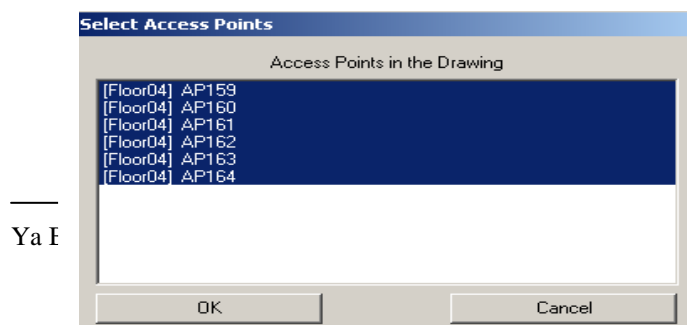 Select Access Points
Access Points in the Drawing
[Floor04] AP159
[Floor04] AP160
[Floor04] AP161
[Floor04] AP162
[Floor04] AP163
[Floor04] AP164
Ya
OK Cancel